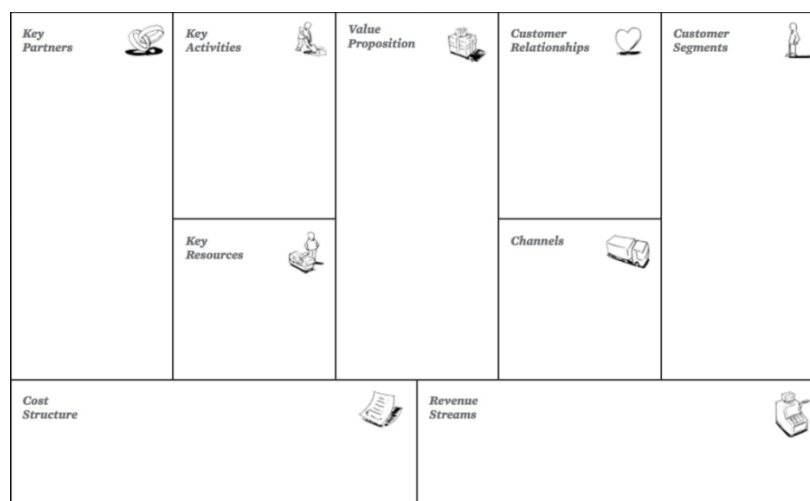 Key
Partners
Key
Activities
Value
Proposition
Customer
Relationships
Customer
Segments
Key
Resources
Channels
Cost
Structure
Revenue
Streams